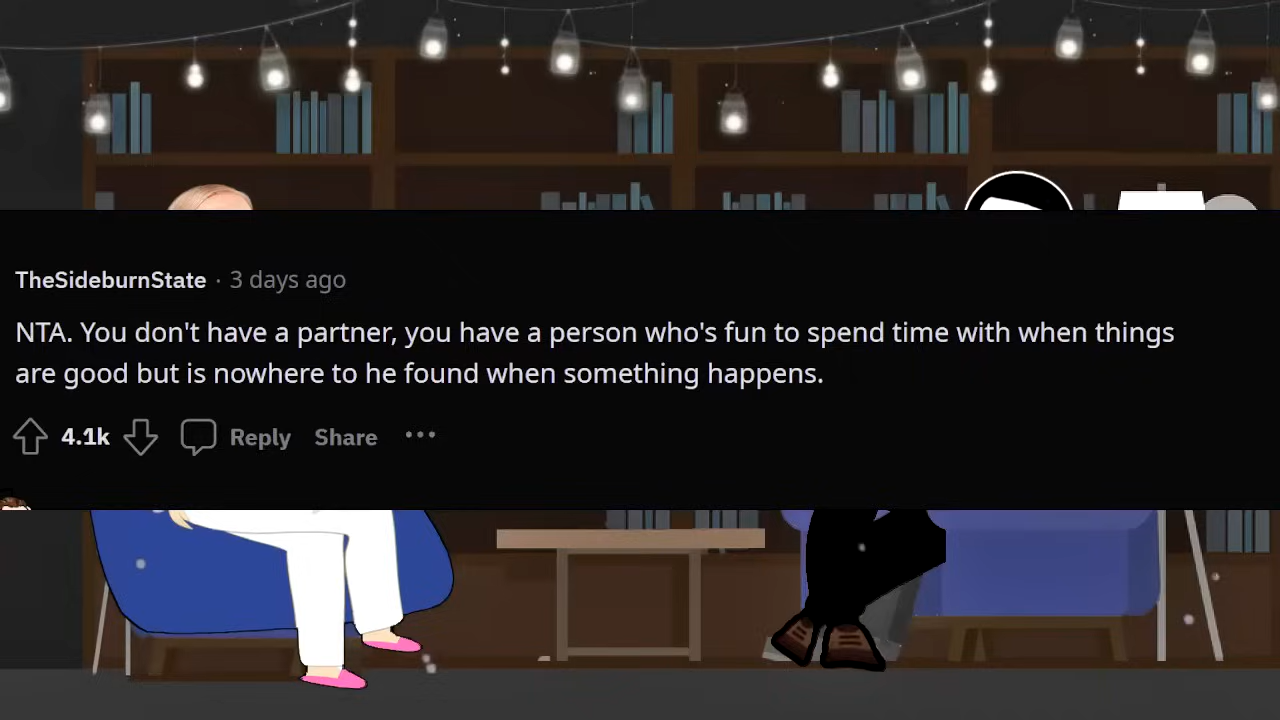 TheSideburnState · 3 days ago
NTA. You don't have a partner, you have a person who's fun to spend time with when things
are good but is nowhere to he found when something happens.
4.1k Reply Share ···